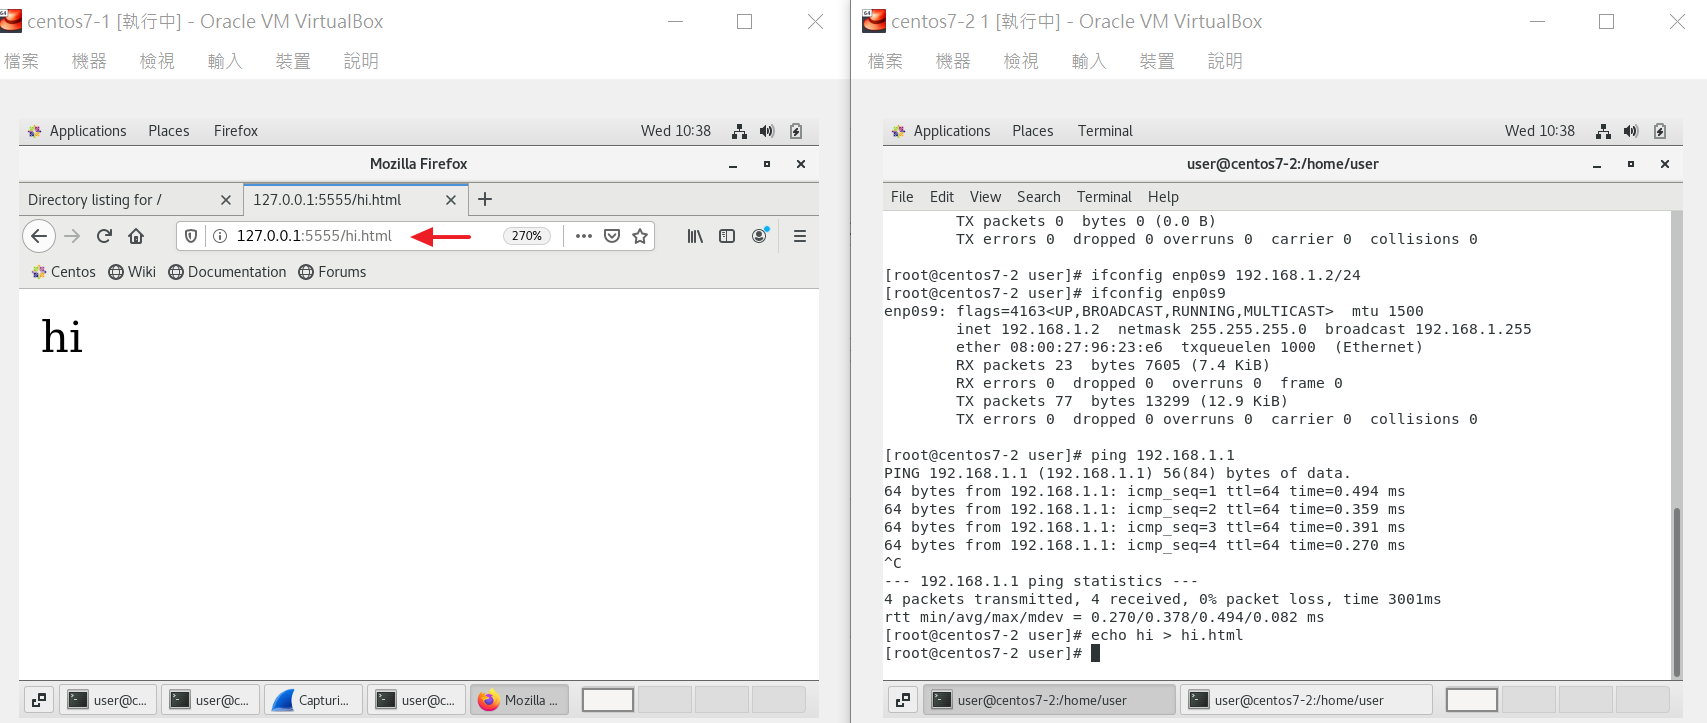 centos7-1 [執行中] - Oracle VM VirtualBox
檔案 機器 檢視 輸入 裝置 說明
Applications Places Firefox Wed 10:38
Mozilla Firefox
Directory listing for / 127.0.0.1:5555/hi.html
127.0.0.1:5555/hi.html 270%
Centos Wiki Documentation Forums
hi
user@c... user@c... Capturi... user@c... Mozilla ...
centos7-2 1 [執行中] - Oracle VM VirtualBox
檔案 機器 檢視 輸入 裝置 說明
Applications Places Terminal Wed 10:38
user@centos7-2:/home/user
File Edit View Search Terminal Help
TX packets 0  bytes 0 (0.0 B)
TX errors 0  dropped 0 overruns 0  carrier 0  collisions 0
[root@centos7-2 user]# ifconfig enp0s9 192.168.1.2/24
[root@centos7-2 user]# ifconfig enp0s9
enp0s9: flags=4163<UP,BROADCAST,RUNNING,MULTICAST>  mtu 1500
inet 192.168.1.2  netmask 255.255.255.0  broadcast 192.168.1.255
ether 08:00:27:96:23:e6  txqueuelen 1000  (Ethernet)
RX packets 23  bytes 7605 (7.4 KiB)
RX errors 0  dropped 0  overruns 0  frame 0
TX packets 77  bytes 13299 (12.9 KiB)
TX errors 0  dropped 0 overruns 0  carrier 0  collisions 0
[root@centos7-2 user]# ping 192.168.1.1
PING 192.168.1.1 (192.168.1.1) 56(84) bytes of data.
64 bytes from 192.168.1.1: icmp_seq=1 ttl=64 time=0.494 ms
64 bytes from 192.168.1.1: icmp_seq=2 ttl=64 time=0.359 ms
64 bytes from 192.168.1.1: icmp_seq=3 ttl=64 time=0.391 ms
64 bytes from 192.168.1.1: icmp_seq=4 ttl=64 time=0.270 ms
^C
--- 192.168.1.1 ping statistics ---
4 packets transmitted, 4 received, 0% packet loss, time 3001ms
rtt min/avg/max/mdev = 0.270/0.378/0.494/0.082 ms
[root@centos7-2 user]# echo hi > hi.html
[root@centos7-2 user]#
user@centos7-2:/home/user user@centos7-2:/home/user